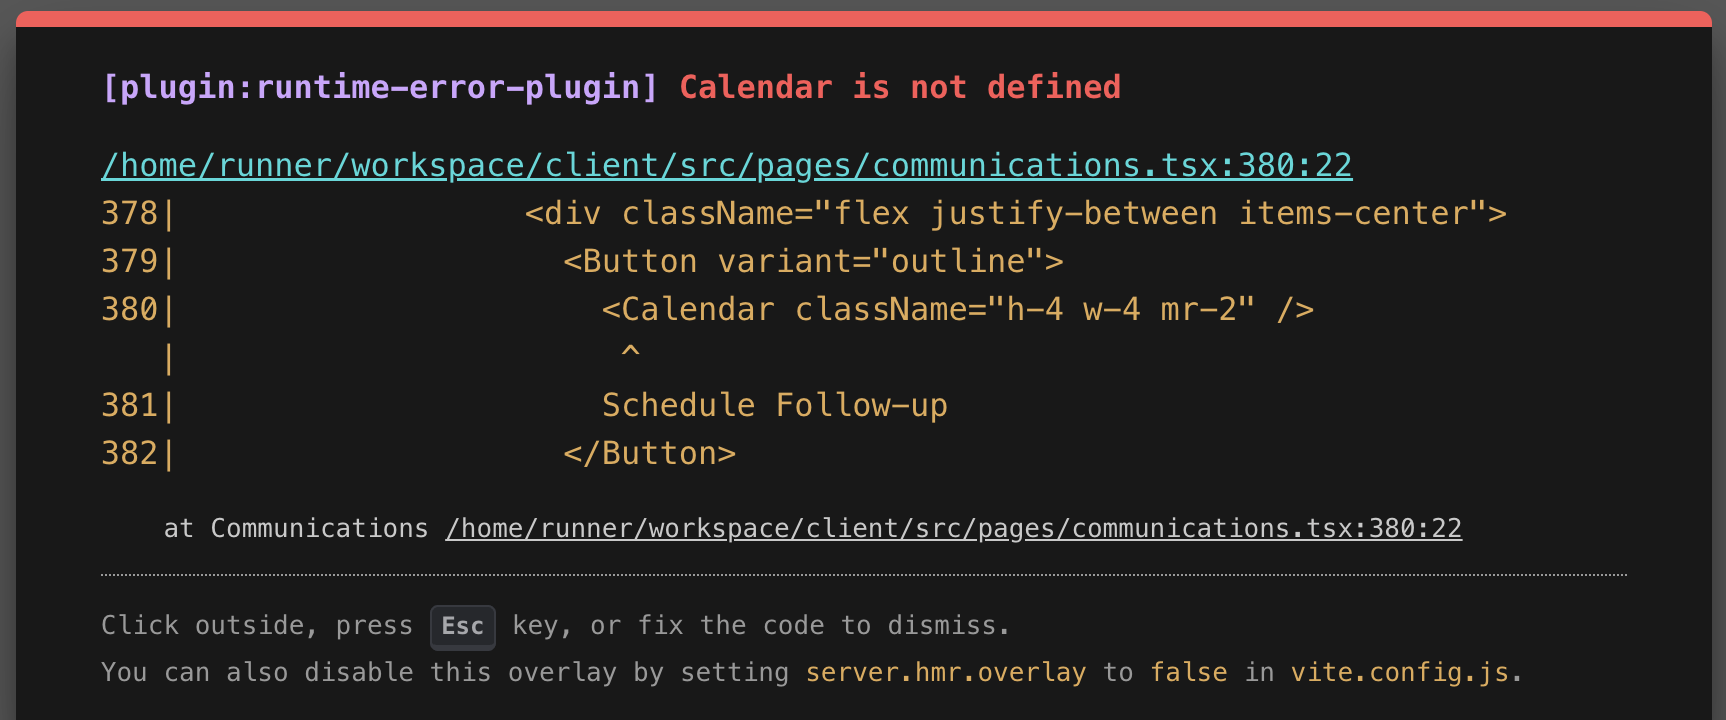 [plugin:runtime-error-plugin] Calendar is not defined
/home/runner/workspace/client/src/pages/communications.tsx:380:22
378|                  <div className="flex justify-between items-center">
379|                    <Button variant="outline">
380|                      <Calendar className="h-4 w-4 mr-2" />
   |                       ^
381|                      Schedule Follow-up
382|                    </Button>
    at Communications /home/runner/workspace/client/src/pages/communications.tsx:380:22
Click outside, press Esc key, or fix the code to dismiss.
You can also disable this overlay by setting server.hmr.overlay to false in vite.config.js.